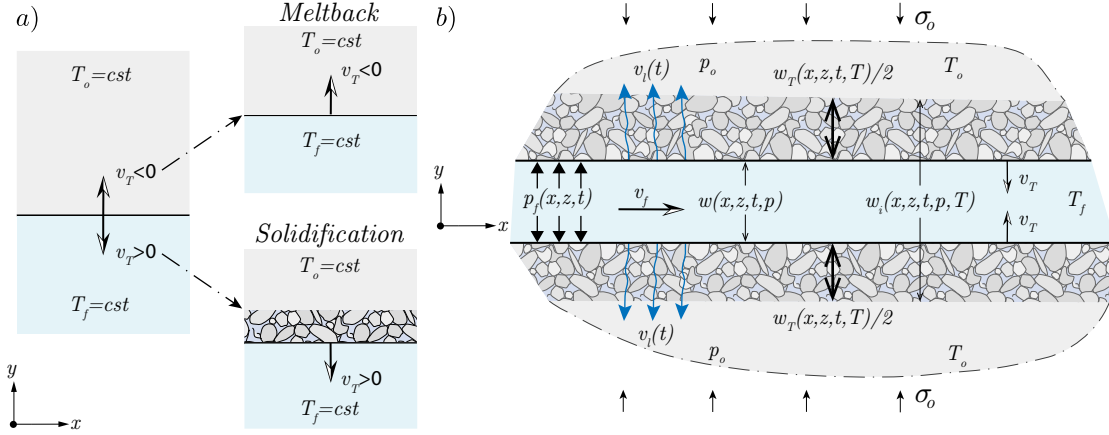 a)
T_o=cst
v_T<0
v_T>0
T_f=cst
y
x
Meltback
T_o=cst
v_T<0
T_f=cst
Solidification
T_o=cst
v_T>0
T_f=cst
b)
σ_o
v_l(t)
p_o
w_T(x,z,t,T)/2
T_o
y
x
p_f(x,z,t)
v_f
w(x,z,t,p)
w_i(x,z,t,p,T)
v_T
v_T
T_f
v_l(t)
p_o
w_T(x,z,t,T)/2
T_o
σ_o